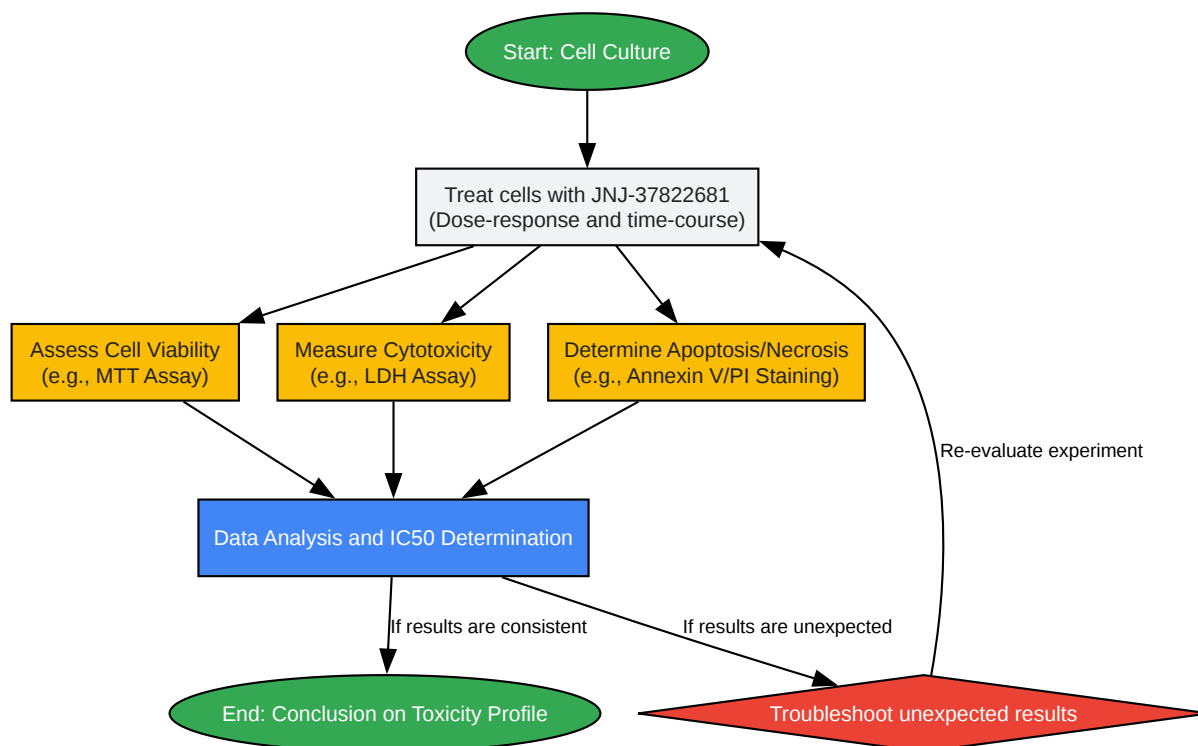 Start: Cell Culture
Treat cells with JNJ-37822681
(Dose-response and time-course)
Assess Cell Viability
(e.g., MTT Assay)
Measure Cytotoxicity
(e.g., LDH Assay)
Determine Apoptosis/Necrosis
(e.g., Annexin V/PI Staining)
Re-evaluate experiment
Data Analysis and IC50 Determination
If results are consistent
If results are unexpected
End: Conclusion on Toxicity Profile
Troubleshoot unexpected results